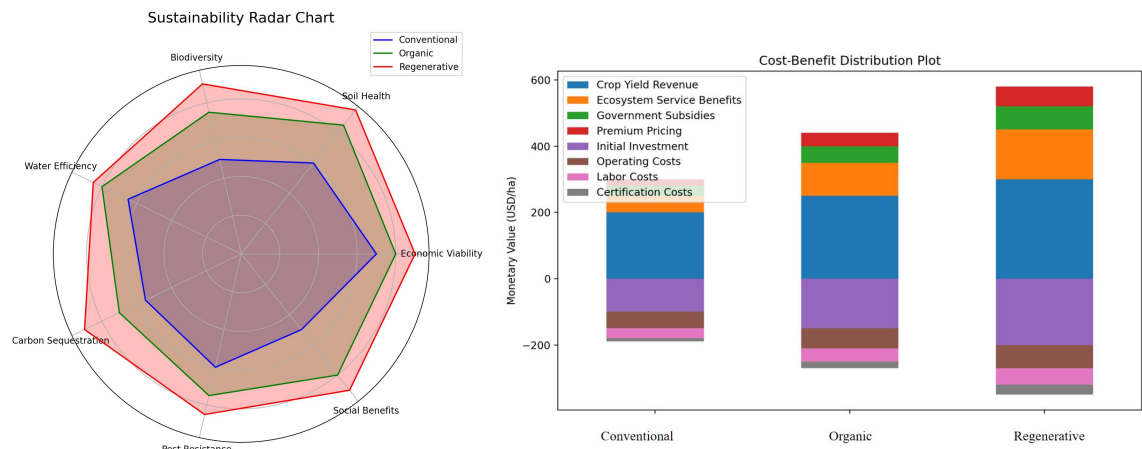 Sustainability Radar Chart
Conventional
Organic
Regenerative
Biodiversity
Soil Health
Water Efficiency
Economic Viability
Carbon Sequestration
Social Benefits
Pest Resistance
Cost-Benefit Distribution Plot
Crop Yield Revenue
Ecosystem Service Benefits
Government Subsidies
Premium Pricing
Initial Investment
Operating Costs
Labor Costs
Certification Costs
Monetary Value (USD/ha)
600
400
200
0
−200
Conventional
Organic
Regenerative